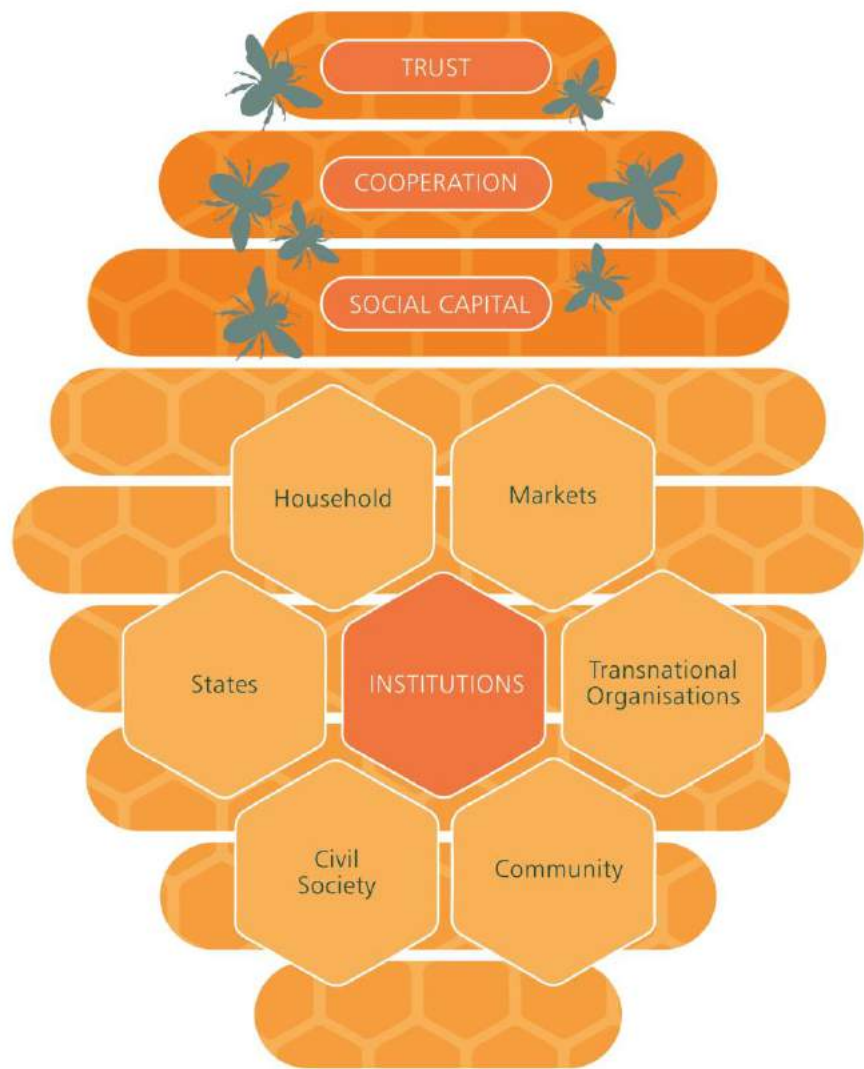 TRUST
COOPERATION
SOCIAL CAPITAL
Household
Markets
States
INSTITUTIONS
Transnational
Organisations
Civil
Society
Community